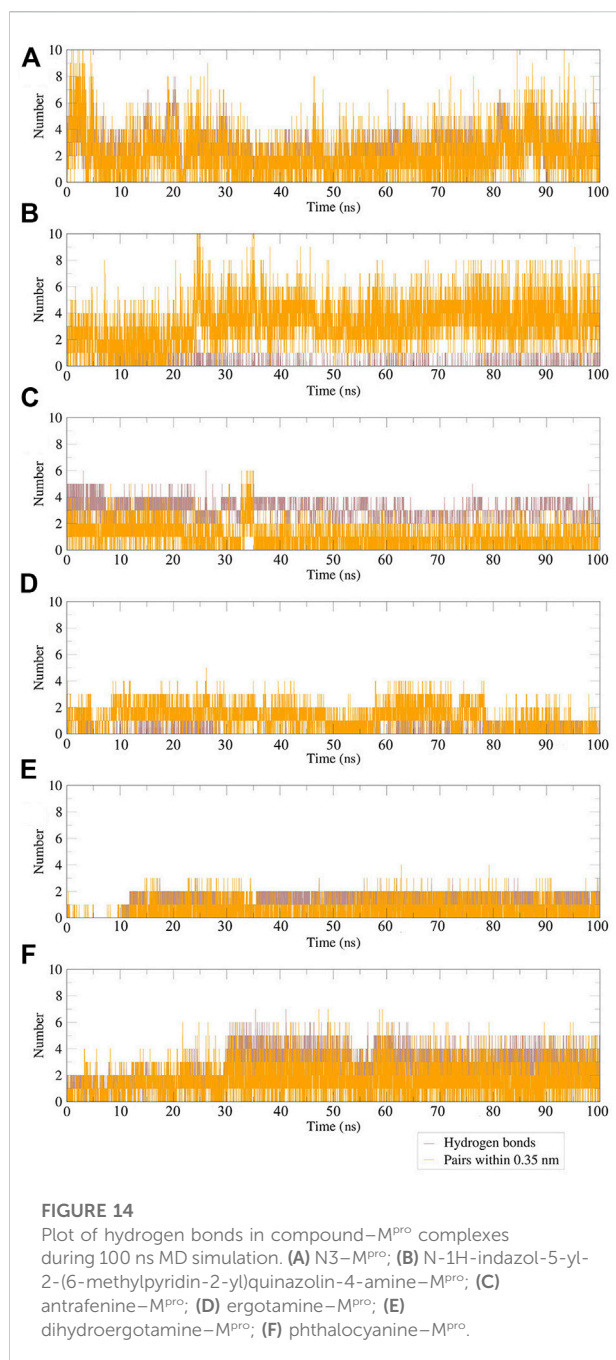 A
Number
10
8
6
4
2
0
0 10 20 30 40 50 60 70 80 90 100
Time (ns)
B
Number
10
8
6
4
2
0
0 10 20 30 40 50 60 70 80 90 100
Time (ns)
C
Number
10
8
6
4
2
0
0 10 20 30 40 50 60 70 80 90 100
Time (ns)
D
Number
10
8
6
4
2
0
0 10 20 30 40 50 60 70 80 90 100
Time (ns)
E
Number
10
8
6
4
2
0
0 10 20 30 40 50 60 70 80 90 100
Time (ns)
F
Number
10
8
6
4
2
0
0 10 20 30 40 50 60 70 80 90 100
Time (ns)
Hydrogen bonds
Pairs within 0.35 nm
FIGURE 14
Plot of hydrogen bonds in compound–Mᵖʳᵒ complexes
during 100 ns MD simulation. (A) N3–Mᵖʳᵒ; (B) N-1H-indazol-5-yl-
2-(6-methylpyridin-2-yl)quinazolin-4-amine–Mᵖʳᵒ; (C)
antrafenine–Mᵖʳᵒ; (D) ergotamine–Mᵖʳᵒ; (E)
dihydroergotamine–Mᵖʳᵒ; (F) phthalocyanine–Mᵖʳᵒ.